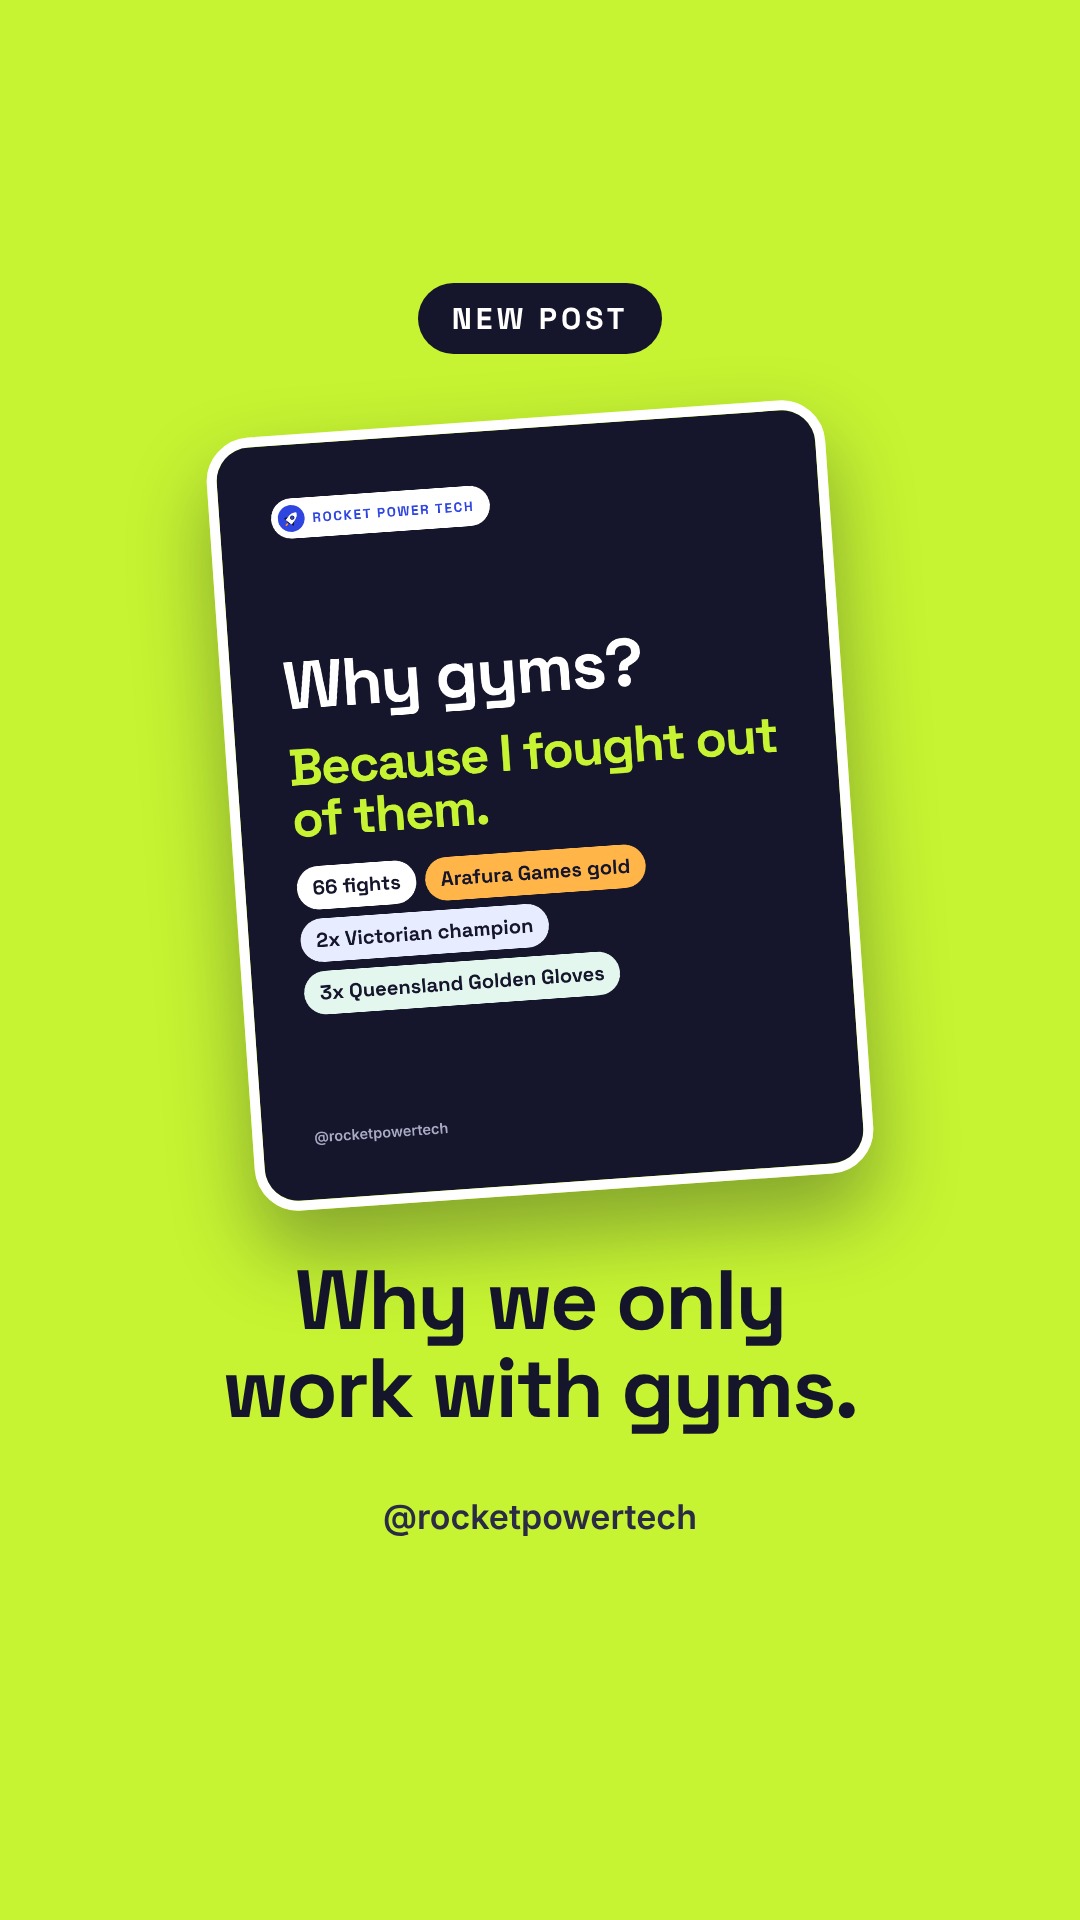 NEW POST
ROCKET POWER TECH
Why gyms?
Because I fought out
of them.
66 fights
Arafura Games gold
2x Victorian champion
3x Queensland Golden Gloves
@rocketpowertech
Why we only
work with gyms.
@rocketpowertech